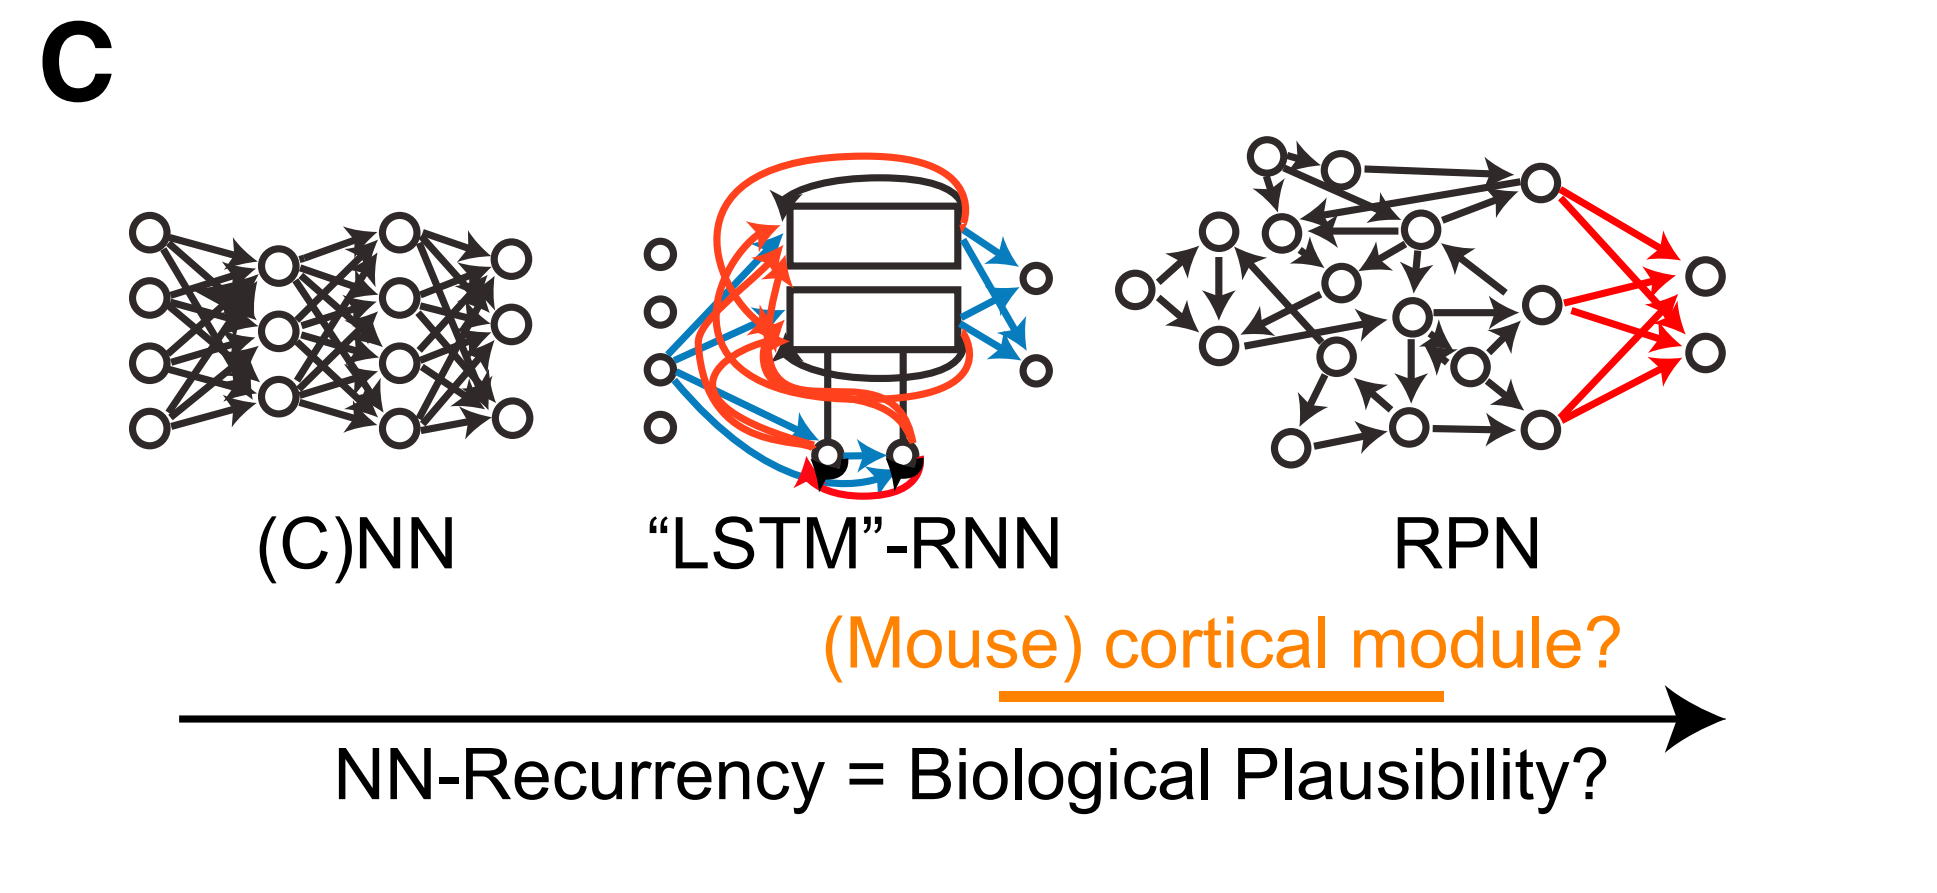 C
(C)NN
“LSTM”-RNN
RPN
(Mouse) cortical module?
NN-Recurrency = Biological Plausibility?